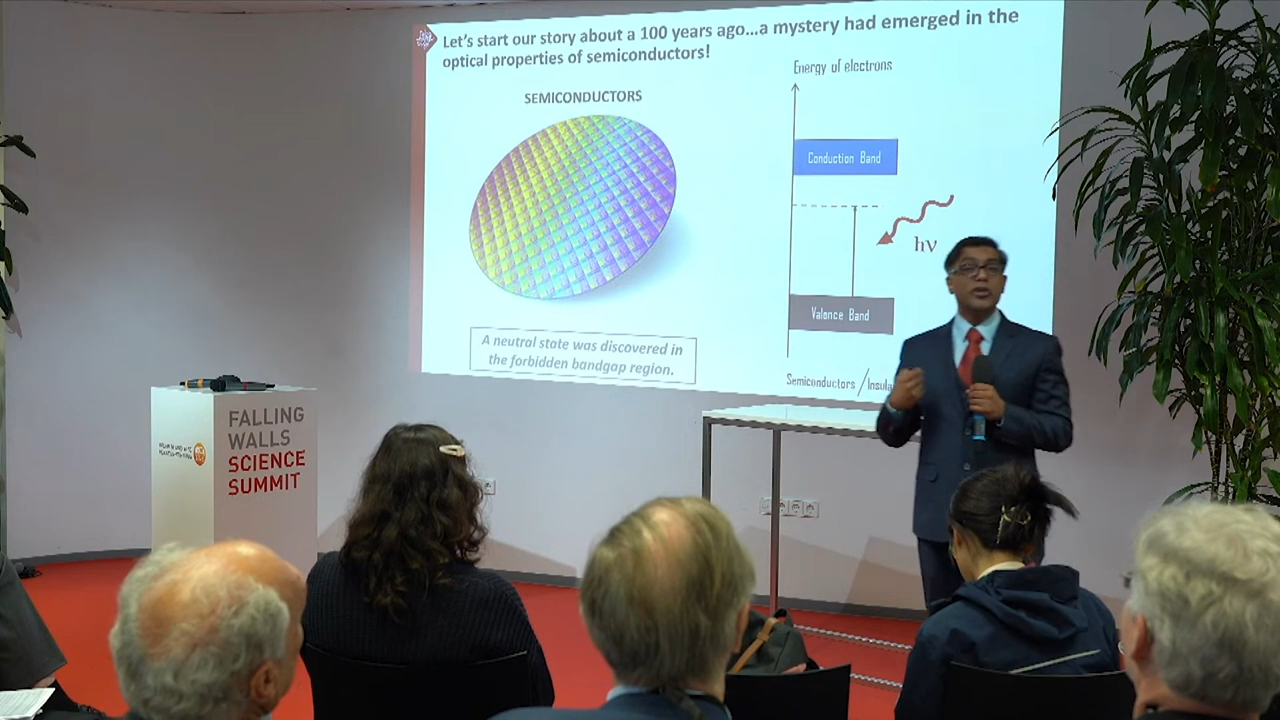 Let's start our story about a 100 years ago...a mystery had emerged in the
optical properties of semiconductors!
SEMICONDUCTORS
A neutral state was discovered in
the forbidden bandgap region.
Energy of electrons
Conduction Band
hν
Valence Band
Semiconductors /
FALLING
WALLS
SCIENCE
SUMMIT